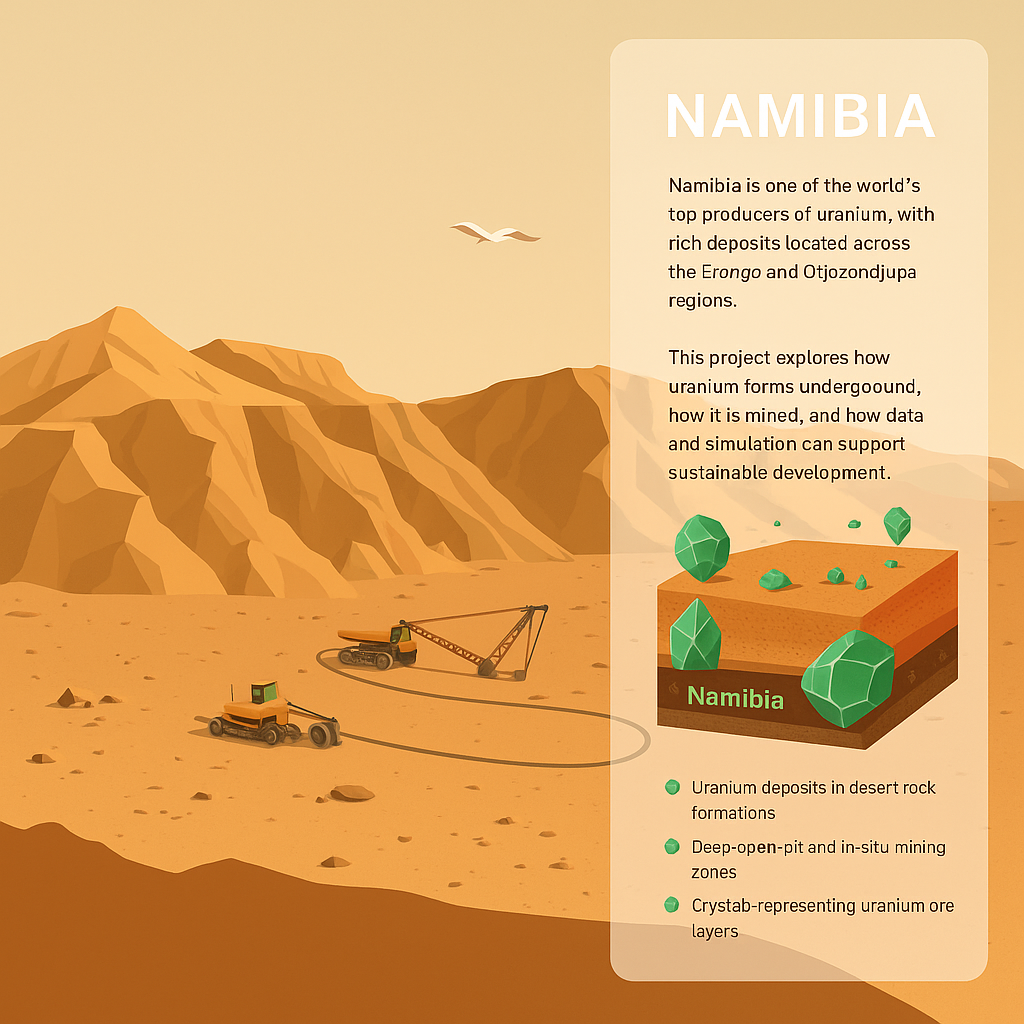 NAMIBIA
Namibia is one of the world's
top producers of uranium, with
rich deposits located across
the Erongo and Otjozondjupa
regions.
This project explores how
uranium forms undergoound,
how it is mined, and how data
and simulation can support
sustainable development.
Namibia
Uranium deposits in desert rock
formations
Deep-open-pit and in-situ mining
zones
Crystab-representing uranium ore
layers